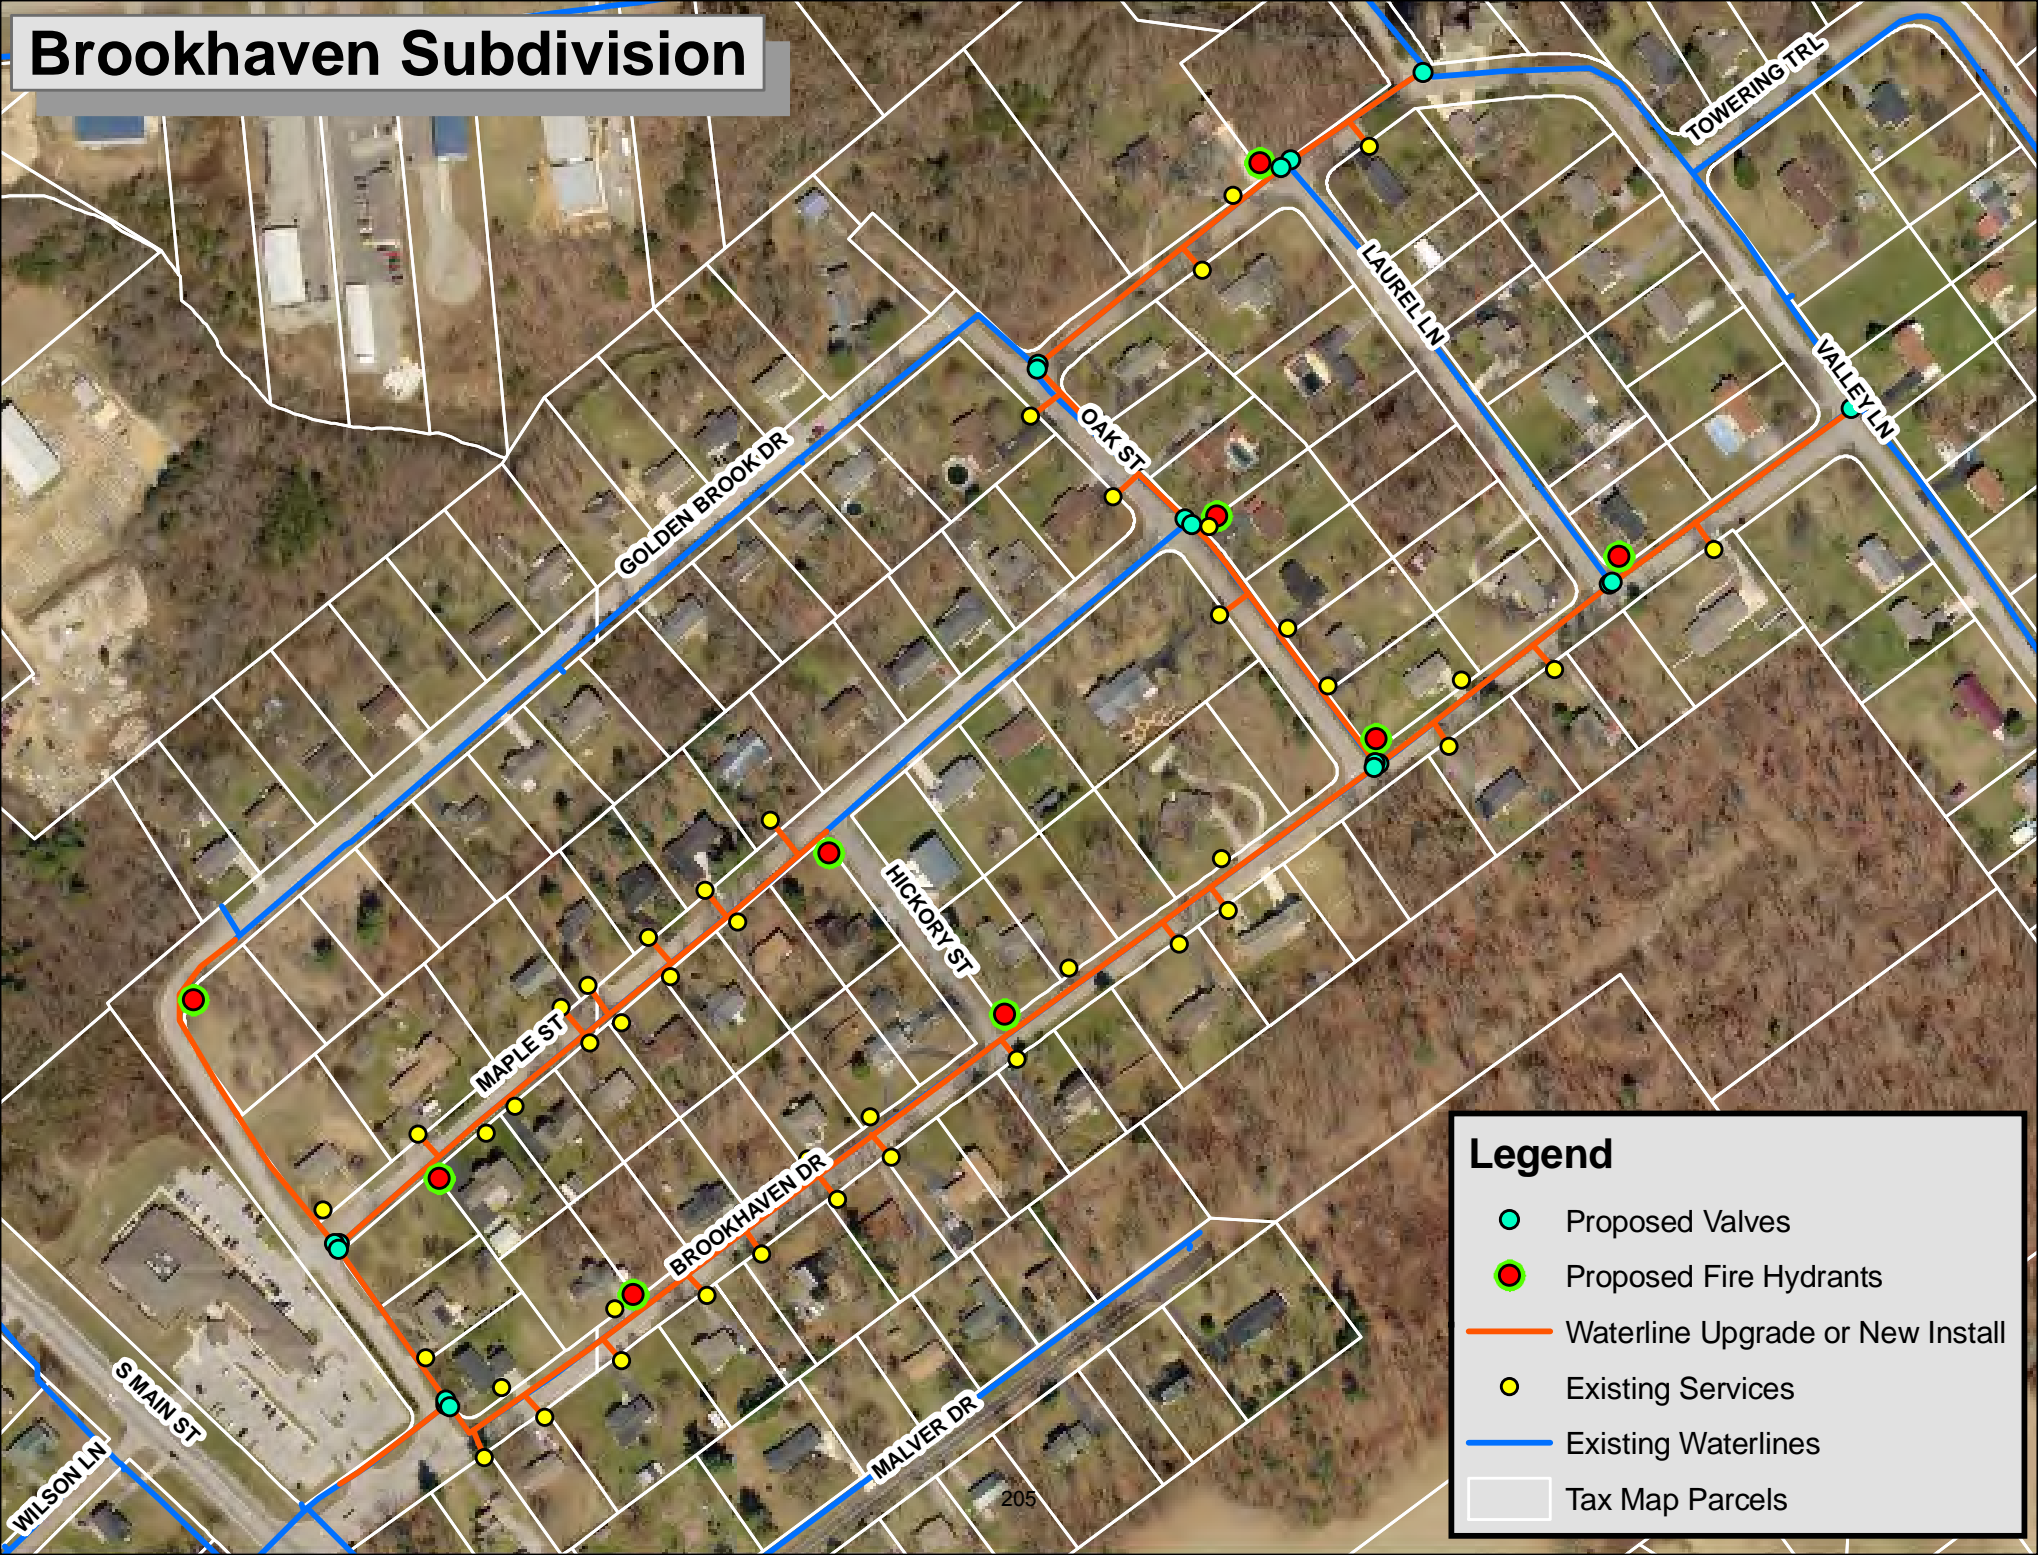 Brookhaven Subdivision
TOWERING TRL
LAUREL LN
VALLEY LN
OAK ST
GOLDEN BROOK DR
HICKORY ST
MAPLE ST
BROOKHAVEN DR
S MAIN ST
WILSON LN
MALVER DR
205
Legend
Proposed Valves
Proposed Fire Hydrants
Waterline Upgrade or New Install
Existing Services
Existing Waterlines
Tax Map Parcels